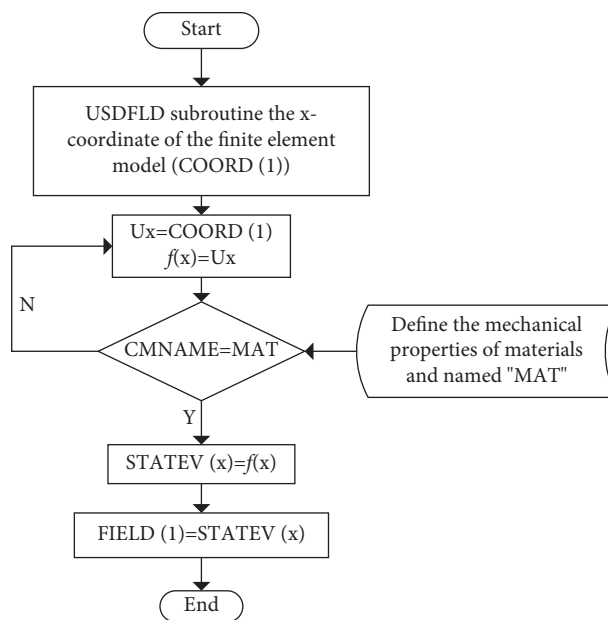 Start
USDFLD subroutine the x-
coordinate of the finite element
model (COORD (1))
Ux=COORD (1)
f(x)=Ux
N
CMNAME=MAT
Define the mechanical
properties of materials
and named "MAT"
Y
STATEV (x)=f(x)
FIELD (1)=STATEV (x)
End